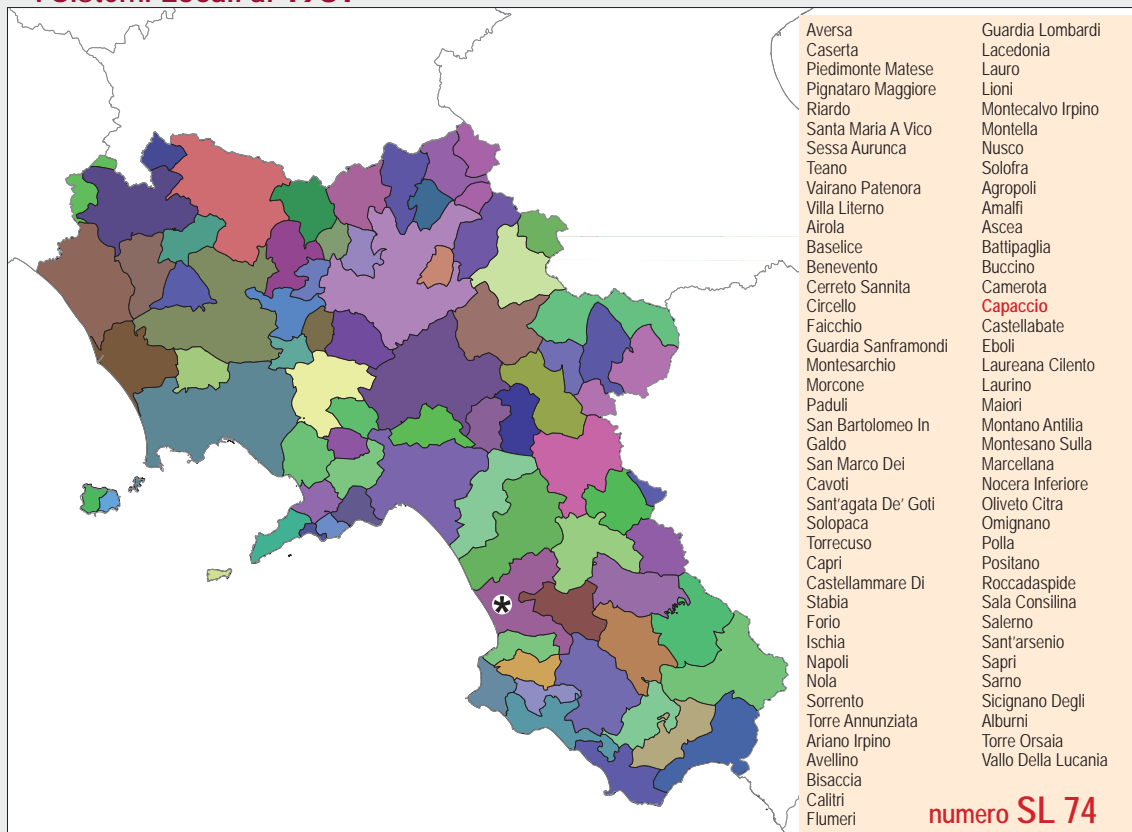 I Sistemi Locali al
Aversa
Caserta
Piedimonte Matese
Pignataro Maggiore
Riardo
Santa Maria A Vico
Sessa Aurunca
Teano
Vairano Patenora
Villa Literno
Airola
Baselice
Benevento
Cerreto Sannita
Circello
Faicchio
Guardia Sanframondi
Montesarchio
Morcone
Paduli
San Bartolomeo In
Galdo
San Marco Dei
Cavoti
Sant'agata De' Goti
Solopaca
Torrecuso
Capri
Castellammare Di
Stabia
Forio
Ischia
Napoli
Nola
Sorrento
Torre Annunziata
Ariano Irpino
Avellino
Bisaccia
Calitri
Flumeri
Guardia Lombardi
Lacedonia
Lauro
Lioni
Montecalvo Irpino
Montella
Nusco
Solofra
Agropoli
Amalfi
Ascea
Battipaglia
Buccino
Camerota
Capaccio
Castellabate
Eboli
Laureana Cilento
Laurino
Maiori
Montano Antilia
Montesano Sulla
Marcellana
Nocera Inferiore
Oliveto Citra
Omignano
Polla
Positano
Roccadaspide
Sala Consilina
Salerno
Sant'arsenio
Sapri
Sarno
Sicignano Degli
Alburni
Torre Orsaia
Vallo Della Lucania
numero SL 74